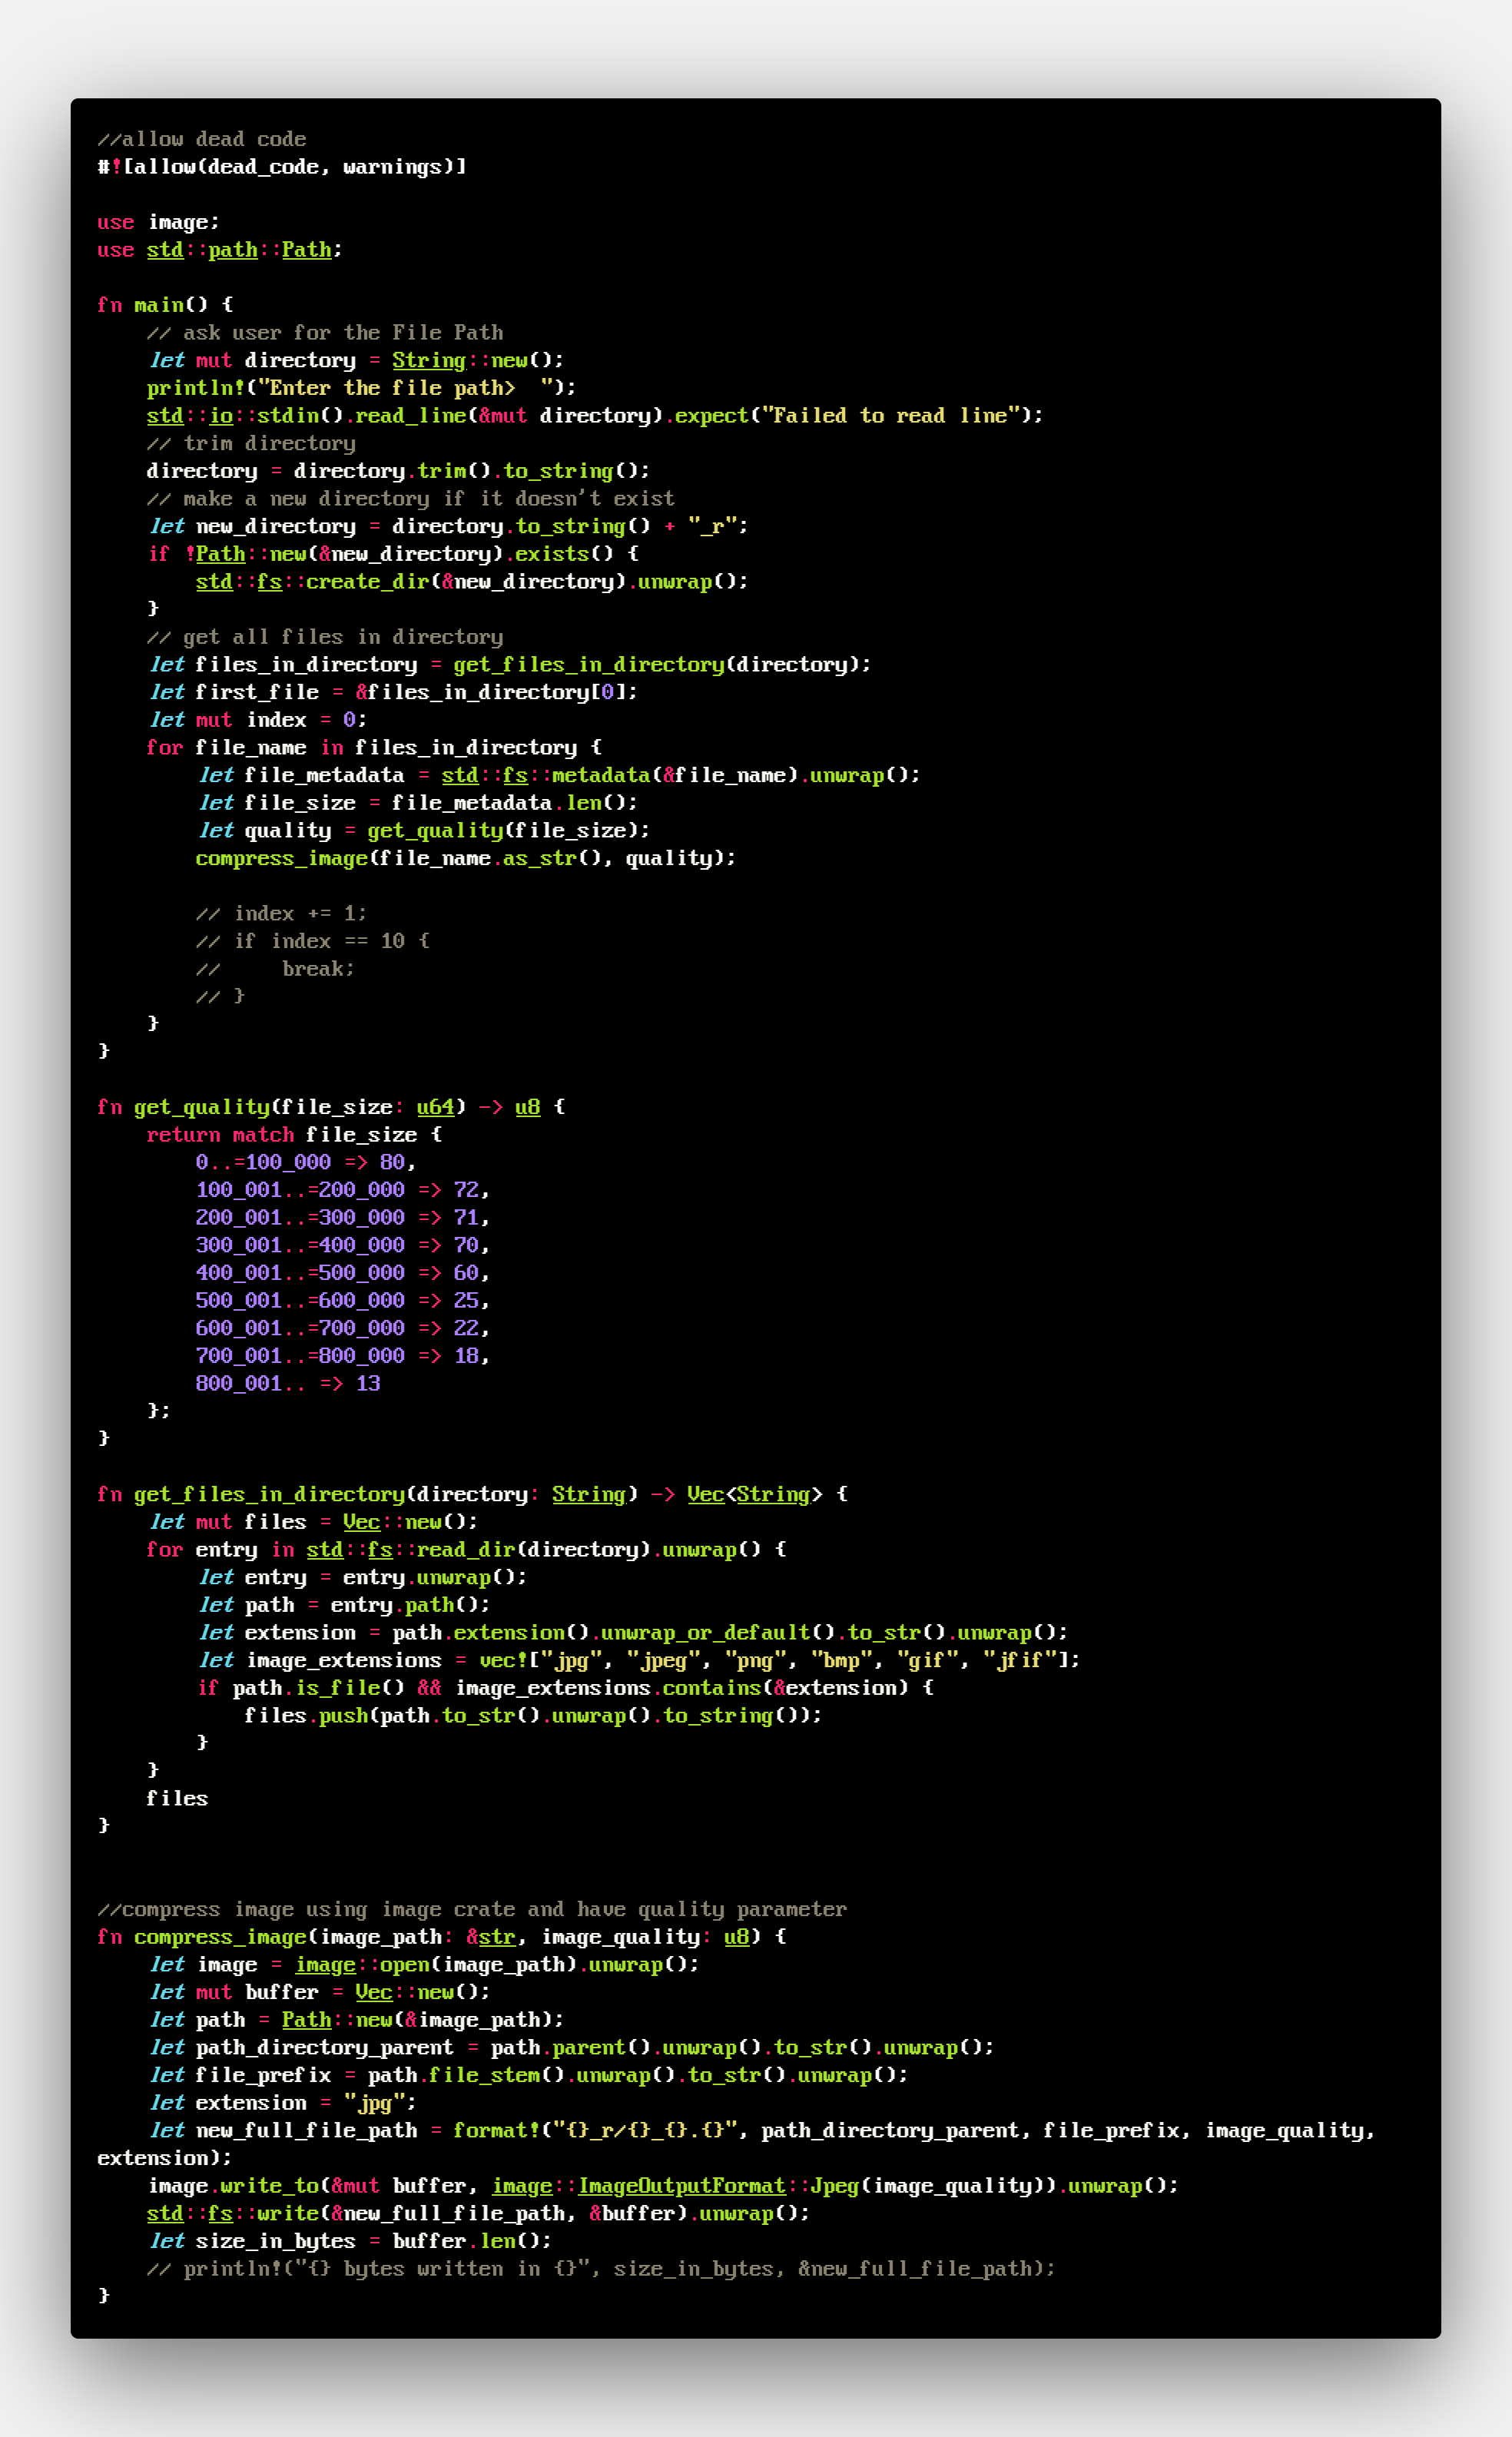 //allow dead code
#![allow(dead_code, warnings)]

use image;
use std::path::Path;

fn main() {
    // ask user for the File Path
    let mut directory = String::new();
    println!("Enter the file path>  ");
    std::io::stdin().read_line(&mut directory).expect("Failed to read line");
    // trim directory
    directory = directory.trim().to_string();
    // make a new directory if it doesn't exist
    let new_directory = directory.to_string() + "_r";
    if !Path::new(&new_directory).exists() {
        std::fs::create_dir(&new_directory).unwrap();
    }
    // get all files in directory
    let files_in_directory = get_files_in_directory(directory);
    let first_file = &files_in_directory[0];
    let mut index = 0;
    for file_name in files_in_directory {
        let file_metadata = std::fs::metadata(&file_name).unwrap();
        let file_size = file_metadata.len();
        let quality = get_quality(file_size);
        compress_image(file_name.as_str(), quality);

        // index += 1;
        // if index == 10 {
        //     break;
        // }
    }
}

fn get_quality(file_size: u64) -> u8 {
    return match file_size {
        0..=100_000 => 80,
        100_001..=200_000 => 72,
        200_001..=300_000 => 71,
        300_001..=400_000 => 70,
        400_001..=500_000 => 60,
        500_001..=600_000 => 25,
        600_001..=700_000 => 22,
        700_001..=800_000 => 18,
        800_001.. => 13
    };
}

fn get_files_in_directory(directory: String) -> Vec<String> {
    let mut files = Vec::new();
    for entry in std::fs::read_dir(directory).unwrap() {
        let entry = entry.unwrap();
        let path = entry.path();
        let extension = path.extension().unwrap_or_default().to_str().unwrap();
        let image_extensions = vec!["jpg", "jpeg", "png", "bmp", "gif", "jfif"];
        if path.is_file() && image_extensions.contains(&extension) {
            files.push(path.to_str().unwrap().to_string());
        }
    }
    files
}


//compress image using image crate and have quality parameter
fn compress_image(image_path: &str, image_quality: u8) {
    let image = image::open(image_path).unwrap();
    let mut buffer = Vec::new();
    let path = Path::new(&image_path);
    let path_directory_parent = path.parent().unwrap().to_str().unwrap();
    let file_prefix = path.file_stem().unwrap().to_str().unwrap();
    let extension = "jpg";
    let new_full_file_path = format!("{}_r/{}_{}.{}", path_directory_parent, file_prefix, image_quality,
extension);
    image.write_to(&mut buffer, image::ImageOutputFormat::Jpeg(image_quality)).unwrap();
    std::fs::write(&new_full_file_path, &buffer).unwrap();
    let size_in_bytes = buffer.len();
    // println!("{} bytes written in {}", size_in_bytes, &new_full_file_path);
}